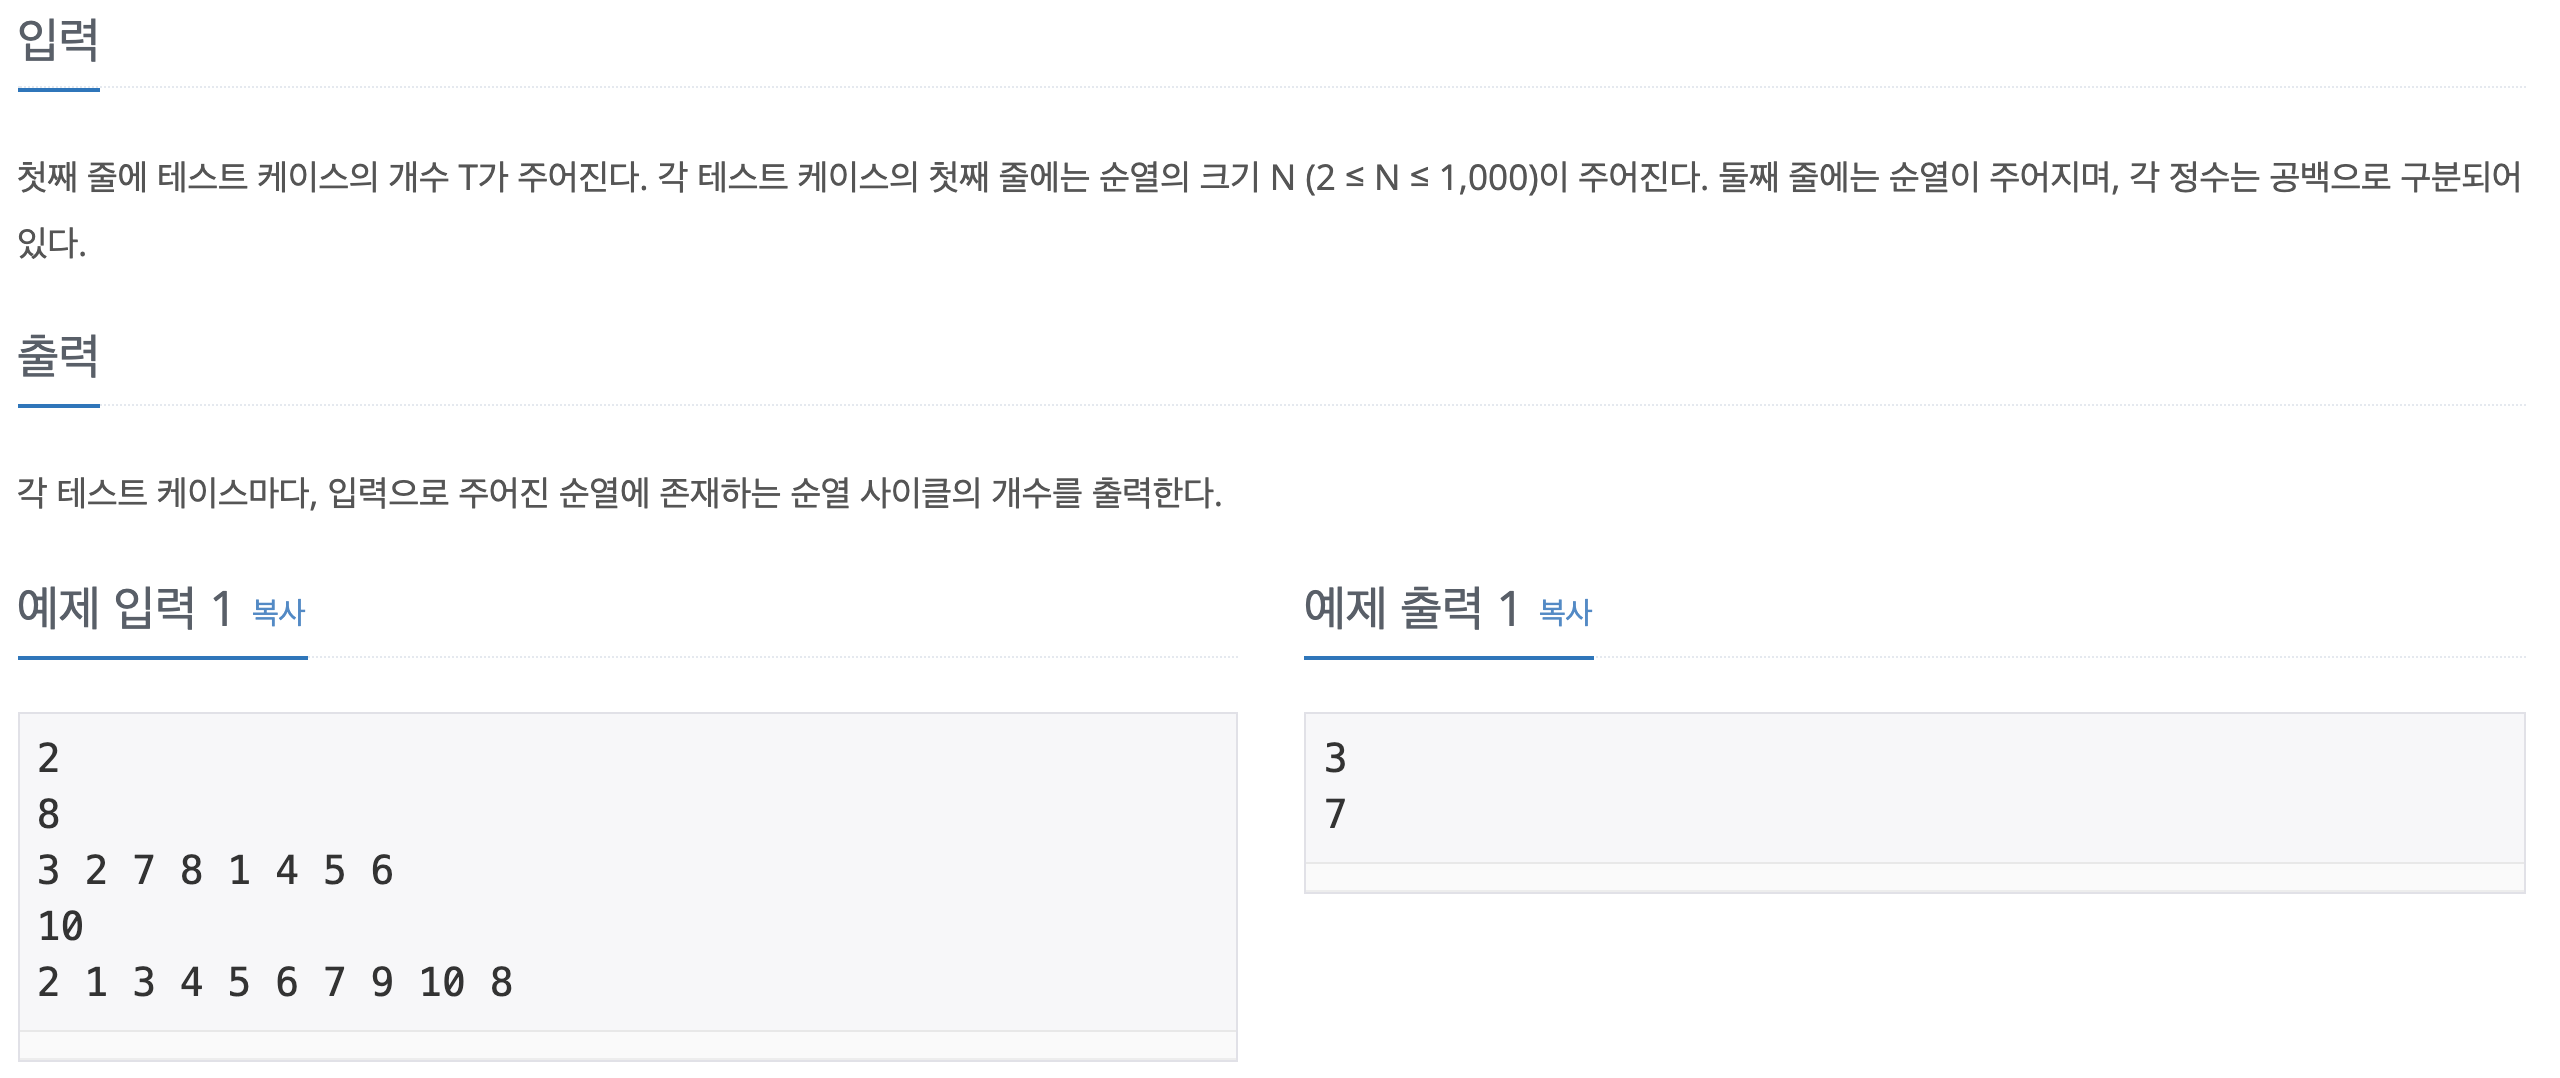 입력
첫째 줄에 테스트 케이스의 개수 T가 주어진다. 각 테스트 케이스의 첫째 줄에는 순열의 크기 N (2 ≤ N ≤ 1,000)이 주어진다. 둘째 줄에는 순열이 주어지며, 각 정수는 공백으로 구분되어
있다.
출력
각 테스트 케이스마다, 입력으로 주어진 순열에 존재하는 순열 사이클의 개수를 출력한다.
예제 입력 1 복사
2
8
3 2 7 8 1 4 5 6
10
2 1 3 4 5 6 7 9 10 8
예제 출력 1 복사
3
7